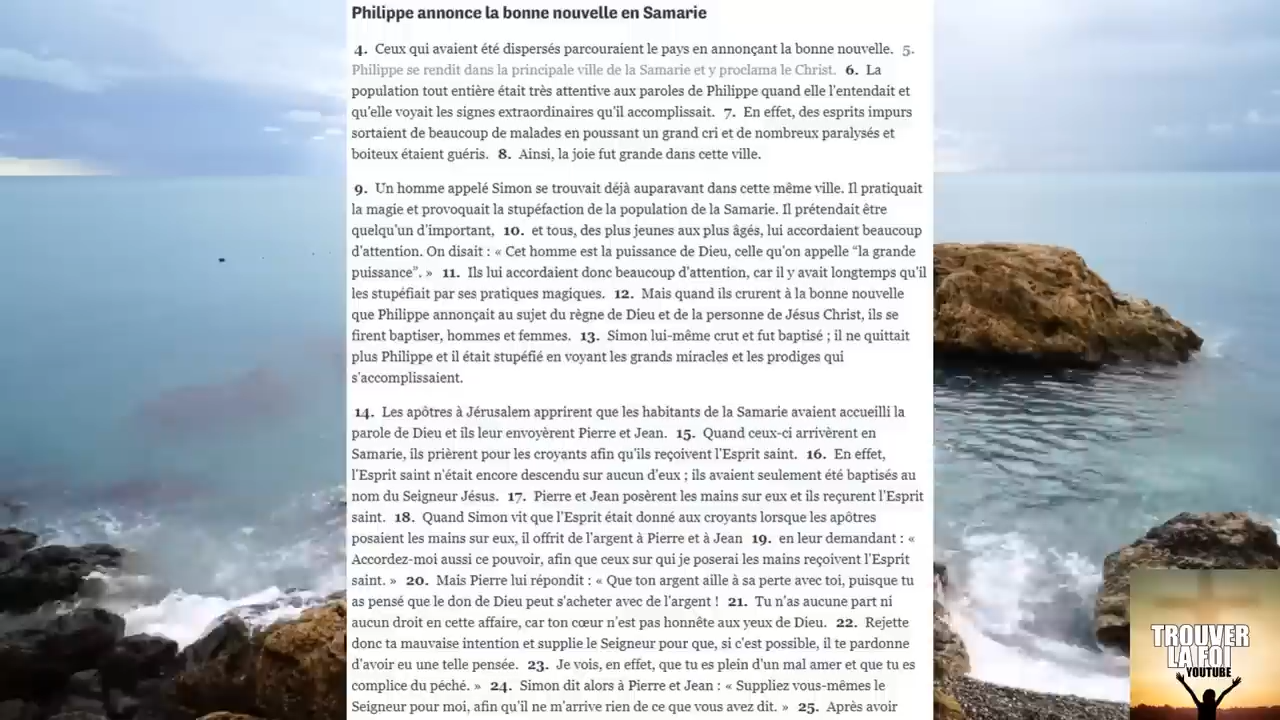 Philippe annonce la bonne nouvelle en Samarie
4. Ceux qui avaient été dispersés parcouraient le pays en annonçant la bonne nouvelle. 5.
Philippe se rendit dans la principale ville de la Samarie et y proclama le Christ. 6. La
population tout entière était très attentive aux paroles de Philippe quand elle l'entendait et
qu'elle voyait les signes extraordinaires qu'il accomplissait. 7. En effet, des esprits impurs
sortaient de beaucoup de malades en poussant un grand cri et de nombreux paralysés et
boiteux étaient guéris. 8. Ainsi, la joie fut grande dans cette ville.
9. Un homme appelé Simon se trouvait déjà auparavant dans cette même ville. Il pratiquait
la magie et provoquait la stupéfaction de la population de la Samarie. Il prétendait être
quelqu'un d'important, 10. et tous, des plus jeunes aux plus âgés, lui accordaient beaucoup
d'attention. On disait : « Cet homme est la puissance de Dieu, celle qu'on appelle “la grande
puissance”. » 11. Ils lui accordaient donc beaucoup d'attention, car il y avait longtemps qu'il
les stupéfiait par ses pratiques magiques. 12. Mais quand ils crurent à la bonne nouvelle
que Philippe annonçait au sujet du règne de Dieu et de la personne de Jésus Christ, ils se
firent baptiser, hommes et femmes. 13. Simon lui-même crut et fut baptisé ; il ne quittait
plus Philippe et il était stupéfié en voyant les grands miracles et les prodiges qui
s'accomplissaient.
14. Les apôtres à Jérusalem apprirent que les habitants de la Samarie avaient accueilli la
parole de Dieu et ils leur envoyèrent Pierre et Jean. 15. Quand ceux-ci arrivèrent en
Samarie, ils prièrent pour les croyants afin qu'ils reçoivent l'Esprit saint. 16. En effet,
l'Esprit saint n'était encore descendu sur aucun d'eux ; ils avaient seulement été baptisés au
nom du Seigneur Jésus. 17. Pierre et Jean posèrent les mains sur eux et ils reçurent l'Esprit
saint. 18. Quand Simon vit que l'Esprit était donné aux croyants lorsque les apôtres
posaient les mains sur eux, il offrit de l'argent à Pierre et à Jean 19. en leur demandant : «
Accordez-moi aussi ce pouvoir, afin que ceux sur qui je poserai les mains reçoivent l'Esprit
saint. » 20. Mais Pierre lui répondit : « Que ton argent aille à sa perte avec toi, puisque tu
as pensé que le don de Dieu peut s'acheter avec de l'argent ! 21. Tu n'as aucune part ni
aucun droit en cette affaire, car ton cœur n'est pas honnête aux yeux de Dieu. 22. Rejette
donc ta mauvaise intention et supplie le Seigneur pour que, si c'est possible, il te pardonne
d'avoir eu une telle pensée. 23. Je vois, en effet, que tu es plein d'un mal amer et que tu es
complice du péché. » 24. Simon dit alors à Pierre et Jean : « Suppliez vous-mêmes le
Seigneur pour moi, afin qu'il ne m'arrive rien de ce que vous avez dit. » 25. Après avoir
TROUVER
LA FOI
YOUTUBE